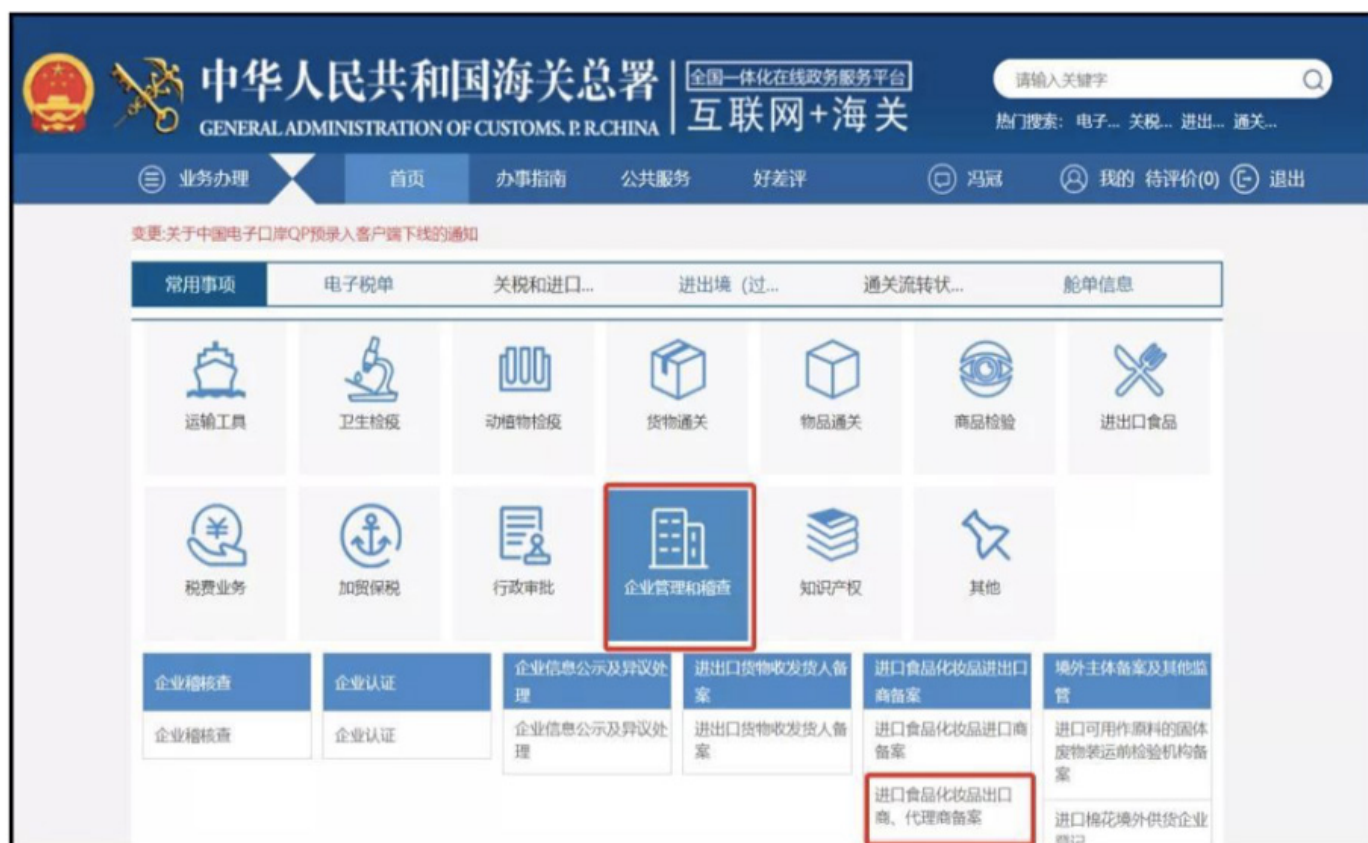 中华人民共和国海关总署
GENERAL ADMINISTRATION OF CUSTOMS. P. R.CHINA
全国一体化在线政务服务平台
互联网+海关
请输入关键字
热门搜索: 电子... 关税... 进出... 通关...
业务办理 首页 办事指南 公共服务 好差评 冯冠 我的 待评价(0) 退出
变更:关于中国电子口岸QP预录入客户端下线的通知
常用事项 电子税单 关税和进口... 进出境（过... 通关流转状... 舱单信息
运输工具 卫生检疫 动植物检疫 货物通关 物品通关 商品检验 进出口食品
税费业务 加贸保税 行政审批 企业管理和稽查 知识产权 其他
企业稽核查
企业稽核查
企业认证
企业认证
企业信息公示及异议处
理
企业信息公示及异议处
理
进出口货物收发货人备
案
进出口货物收发货人备
案
进口食品化妆品进出口
商备案
进口食品化妆品进口商
备案
进口食品化妆品出口
商、代理商备案
境外主体备案及其他监
管
进口可用作原料的固体
废物装运前检验机构备
案
进口棉花境外供货企业
登记